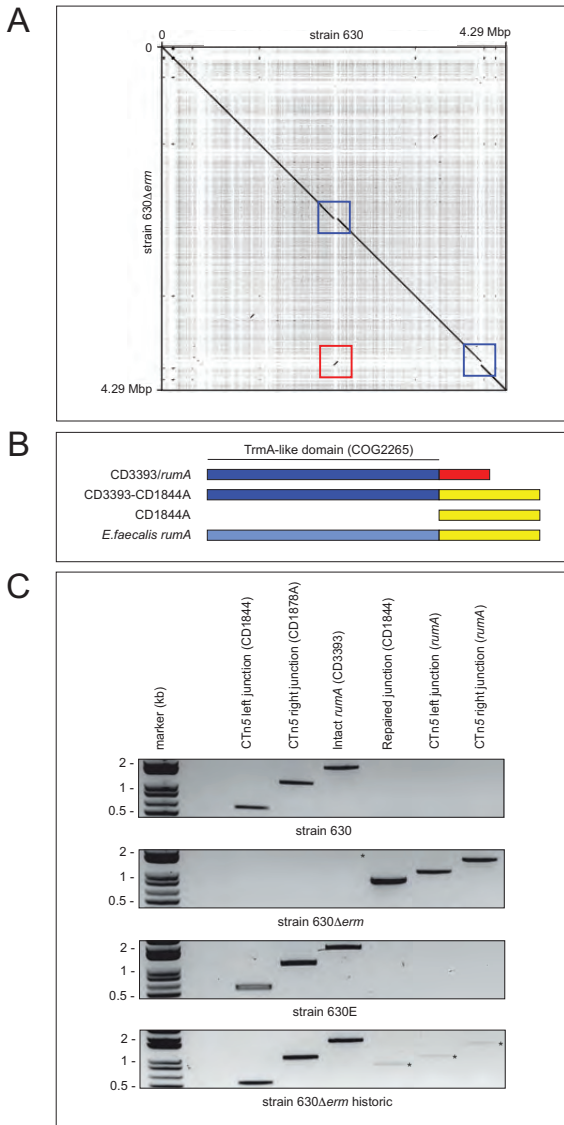 A
strain 630
0
4.29 Mbp
0
strain 630Δerm
4.29 Mbp
B
TrmA-like domain (COG2265)
CD3393/rumA
CD3393-CD1844A
CD1844A
E.faecalis rumA
C
marker (kb)
CTn5 left junction (CD1844)
CTn5 right junction (CD1878A)
Intact rumA (CD3393)
Repaired junction (CD1844)
CTn5 left junction (rumA)
CTn5 right junction (rumA)
2 -
1 -
0.5 -
strain 630
2 -
*
1 -
0.5 -
strain 630Δerm
2 -
1 -
0.5 -
strain 630E
2 -
*
*
*
1 -
0.5 -
strain 630Δerm historic